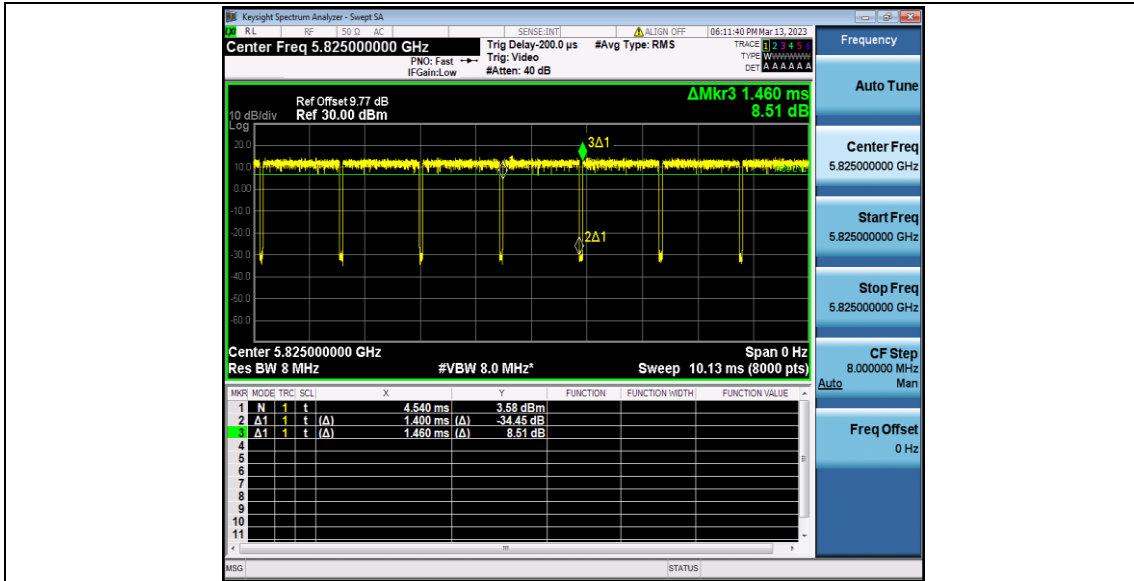 Keysight Spectrum Analyzer - Swept SA
RL RF 50 Ω AC SENSE:INT ALIGN OFF 06:11:40 PM Mar 13, 2023
Center Freq 5.825000000 GHz
PNO: Fast
IFGain:Low
Trig Delay-200.0 µs
Trig: Video
#Atten: 40 dB
#Avg Type: RMS
TRACE 1 2 3 4 5 6
TYPE WWWWWW
DET A A A A A A
ΔMkr3 1.460 ms
8.51 dB
Ref Offset 9.77 dB
10 dB/div Ref 30.00 dBm
Log
20.0
10.0
0.00
-10.0
-20.0
-30.0
-40.0
-50.0
-60.0
3Δ1
2Δ1
Center 5.825000000 GHz Span 0 Hz
Res BW 8 MHz #VBW 8.0 MHz* Sweep 10.13 ms (8000 pts)
MKR MODE TRC SCL X Y FUNCTION FUNCTION WIDTH FUNCTION VALUE
1 N 1 t 4.540 ms 3.58 dBm
2 Δ1 1 t (Δ) 1.400 ms (Δ) -34.45 dB
3 Δ1 1 t (Δ) 1.460 ms (Δ) 8.51 dB
4
5
6
7
8
9
10
11
MSG STATUS
Frequency
Auto Tune
Center Freq
5.825000000 GHz
Start Freq
5.825000000 GHz
Stop Freq
5.825000000 GHz
CF Step
8.000000 MHz
Auto Man
Freq Offset
0 Hz